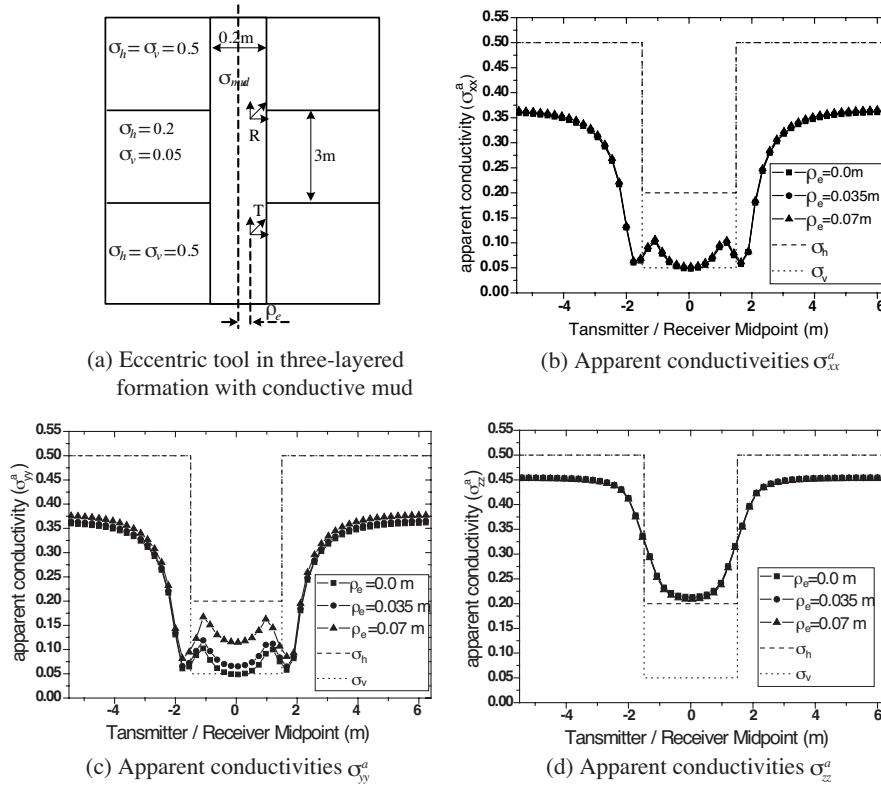 σh = σv = 0.5
0.2m
σmud
R
σh = 0.2
σv = 0.05
3m
T
σh = σv = 0.5
ρe
(a) Eccentric tool in three-layered
formation with conductive mud
apparent conductivity (σxx^a)
0.55
0.50
0.45
0.40
0.35
0.30
0.25
0.20
0.15
0.10
0.05
0.00
ρe=0.0m
ρe=0.035m
ρe=0.07m
σh
σv
-4 -2 0 2 4 6
Tansmitter / Receiver Midpoint (m)
(b) Apparent conductiveities σxx^a
apparent conductivity (σyy^a)
0.55
0.50
0.45
0.40
0.35
0.30
0.25
0.20
0.15
0.10
0.05
0.00
ρe=0.0 m
ρe=0.035 m
ρe=0.07 m
σh
σv
-4 -2 0 2 4 6
Tansmitter / Receiver Midpoint (m)
(c) Apparent conductivities σyy^a
apparent conductivity (σzz^a)
0.55
0.50
0.45
0.40
0.35
0.30
0.25
0.20
0.15
0.10
0.05
0.00
ρe=0.0 m
ρe=0.035 m
ρe=0.07 m
σh
σv
-4 -2 0 2 4 6
Tansmitter / Receiver Midpoint (m)
(d) Apparent conductivities σzz^a